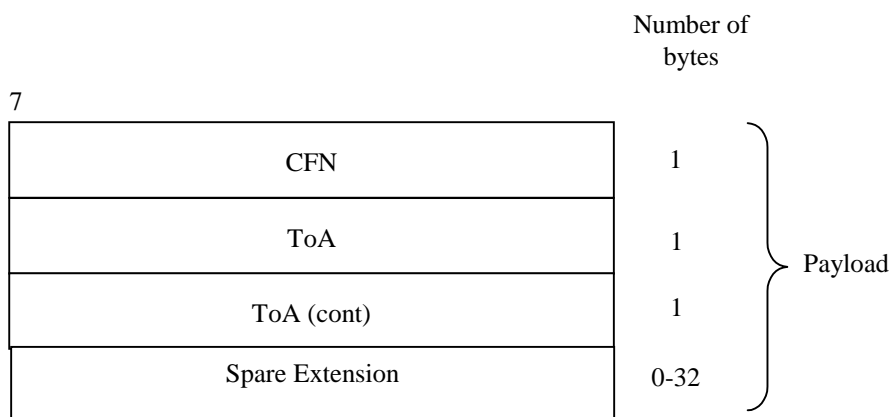 Number of
bytes
7
CFN
1
ToA
1
Payload
ToA (cont)
1
Spare Extension
0-32